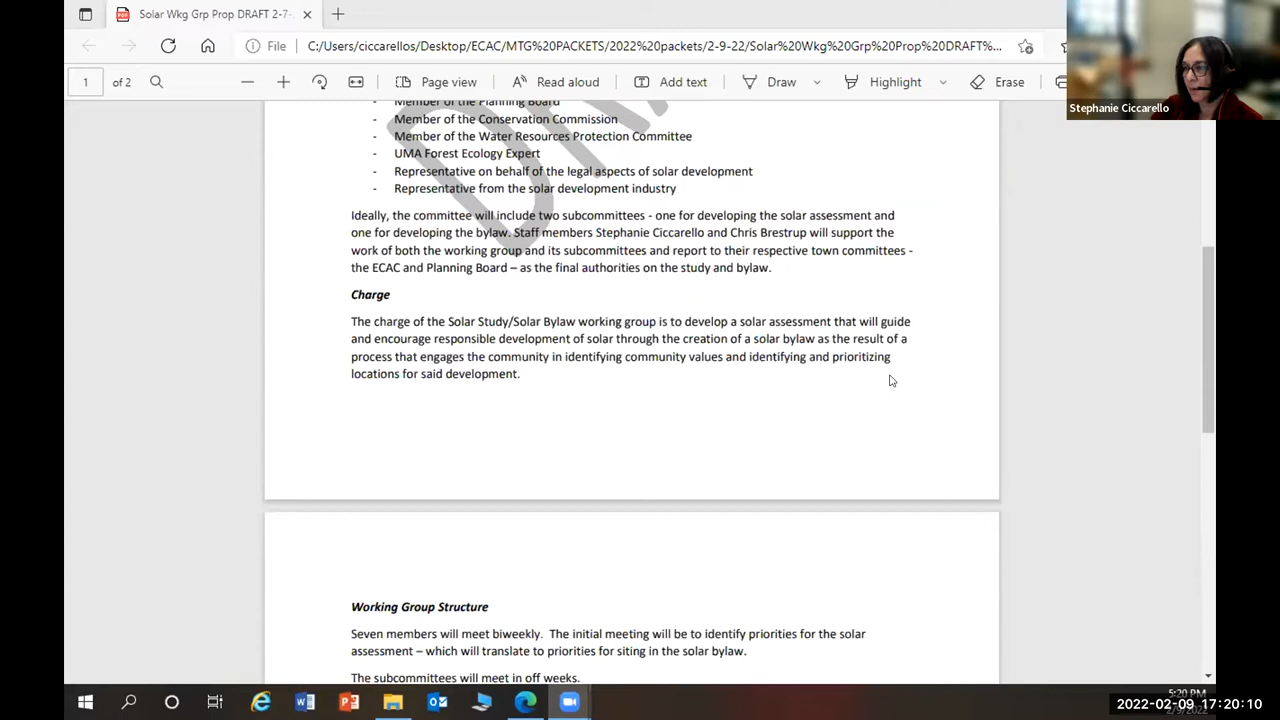 Solar Wkg Grp Prop DRAFT 2-7-
File C:/Users/ciccarellos/Desktop/ECAC/MTG%20PACKETS/2022%20packets/2-9-22/Solar%20Wkg%20Grp%20Prop%20DRAFT%...
1 of 2 Page view Read aloud Add text Draw Highlight Erase
Stephanie Ciccarello
- Member of the Planning Board
- Member of the Conservation Commission
- Member of the Water Resources Protection Committee
- UMA Forest Ecology Expert
- Representative on behalf of the legal aspects of solar development
- Representative from the solar development industry
Ideally, the committee will include two subcommittees - one for developing the solar assessment and
one for developing the bylaw. Staff members Stephanie Ciccarello and Chris Brestrup will support the
work of both the working group and its subcommittees and report to their respective town committees -
the ECAC and Planning Board – as the final authorities on the study and bylaw.
Charge
The charge of the Solar Study/Solar Bylaw working group is to develop a solar assessment that will guide
and encourage responsible development of solar through the creation of a solar bylaw as the result of a
process that engages the community in identifying community values and identifying and prioritizing
locations for said development.
Working Group Structure
Seven members will meet biweekly. The initial meeting will be to identify priorities for the solar
assessment – which will translate to priorities for siting in the solar bylaw.
The subcommittees will meet in off weeks.
5:20 PM
2022-02-09 17:20:10